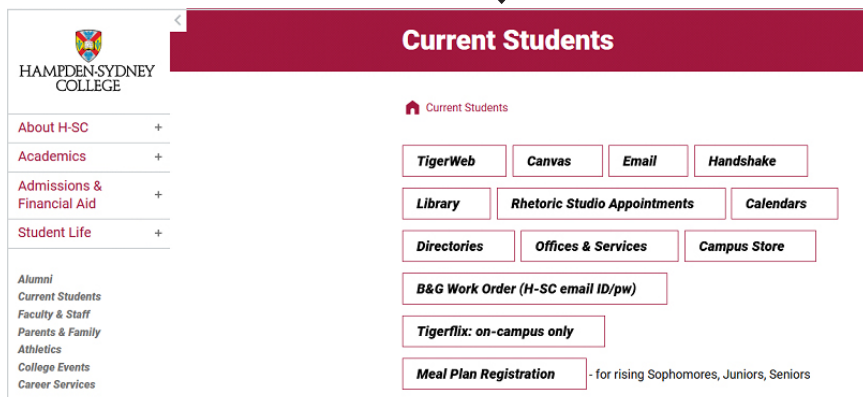 HAMPDEN-SYDNEY
COLLEGE
About H-SC +
Academics +
Admissions &
Financial Aid +
Student Life +
Alumni
Current Students
Faculty & Staff
Parents & Family
Athletics
College Events
Career Services
Current Students
Current Students
TigerWeb Canvas Email Handshake
Library Rhetoric Studio Appointments Calendars
Directories Offices & Services Campus Store
B&G Work Order (H-SC email ID/pw)
Tigerflix: on-campus only
Meal Plan Registration - for rising Sophomores, Juniors, Seniors